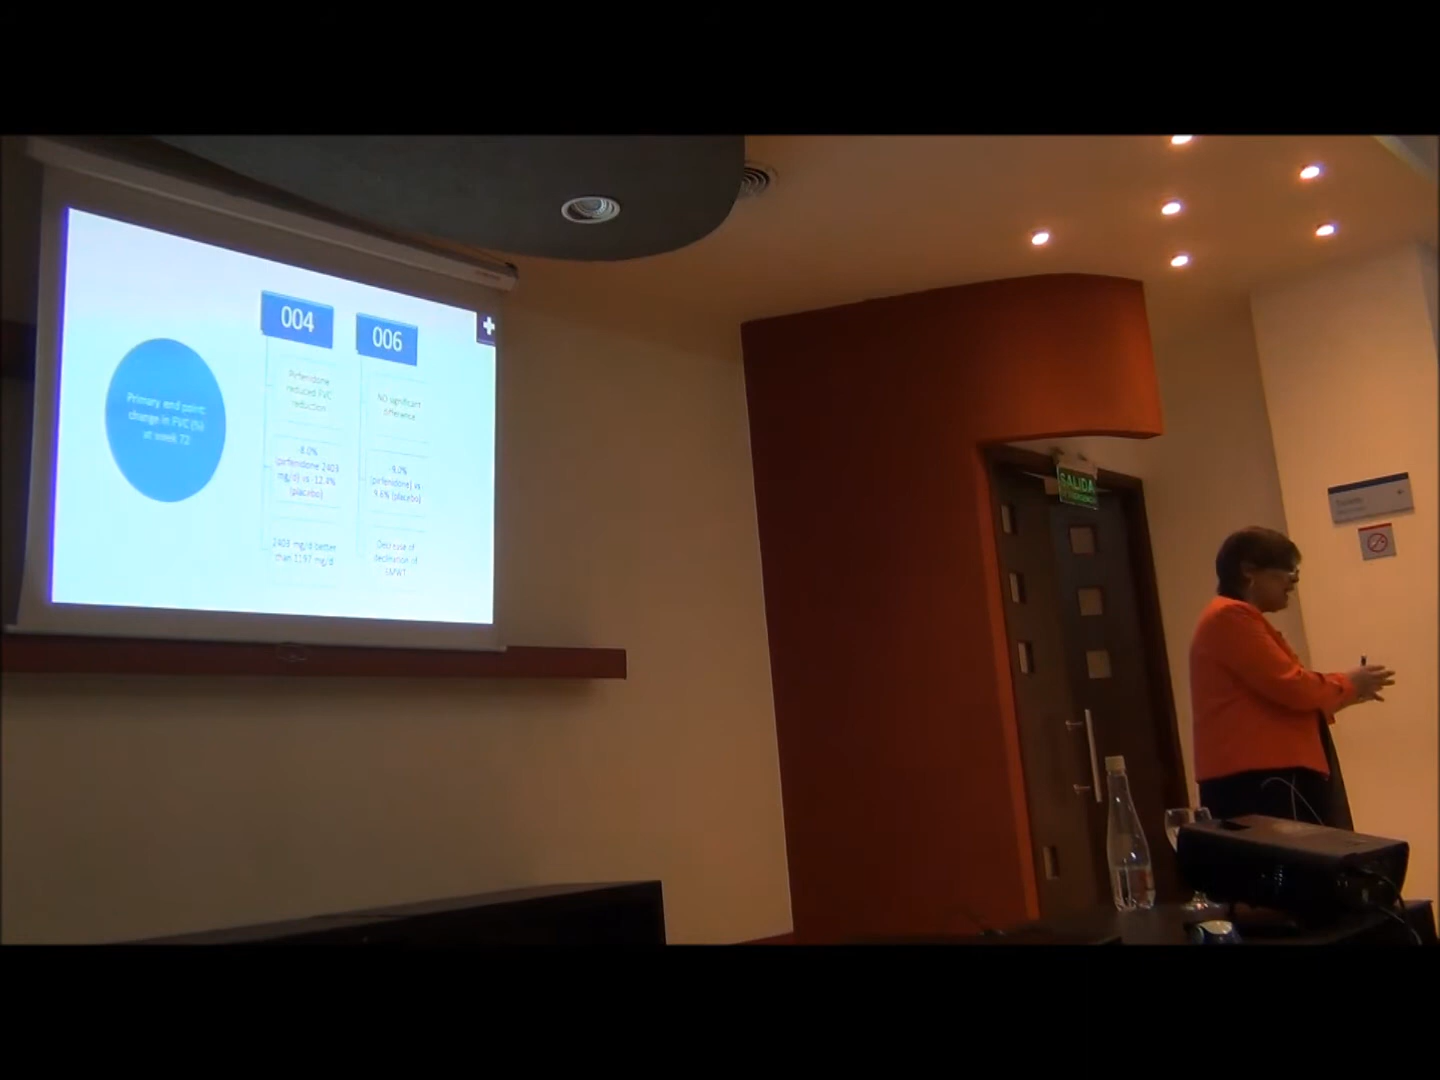 Primary end point:
change in FVC (%)
at week 72
004
Pirfenidone
reduced FVC
reduction
-8.0%
(pirfenidone 2403
mg/d) vs -12.4%
(placebo)
2403 mg/d better
than 1197 mg/d
006
NO significant
difference
-9.0%
(pirfenidone) vs
9.6% (placebo)
Decrease of
declination of
6MWT
SALIDA